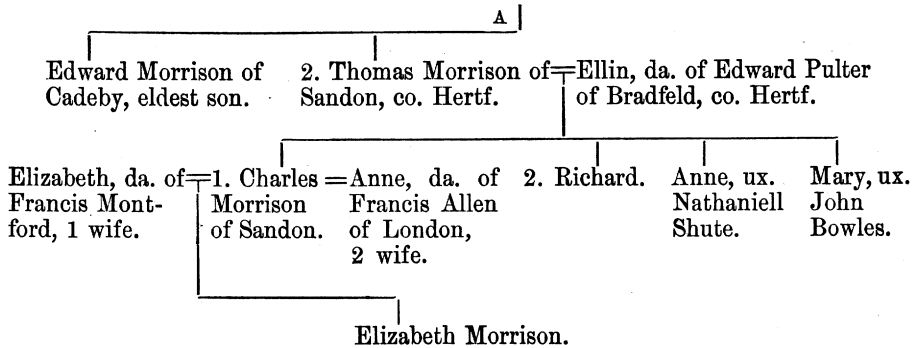 A
Edward Morrison of
Cadeby, eldest son.
2. Thomas Morrison of
Sandon, co. Hertf.
=Ellin, da. of Edward Pulter
of Bradfeld, co. Hertf.
Elizabeth, da. of
Francis Mont-
ford, 1 wife.
=1. Charles
Morrison
of Sandon.
=Anne, da. of
Francis Allen
of London,
2 wife.
2. Richard.
Anne, ux.
Nathaniell
Shute.
Mary, ux.
John
Bowles.
Elizabeth Morrison.